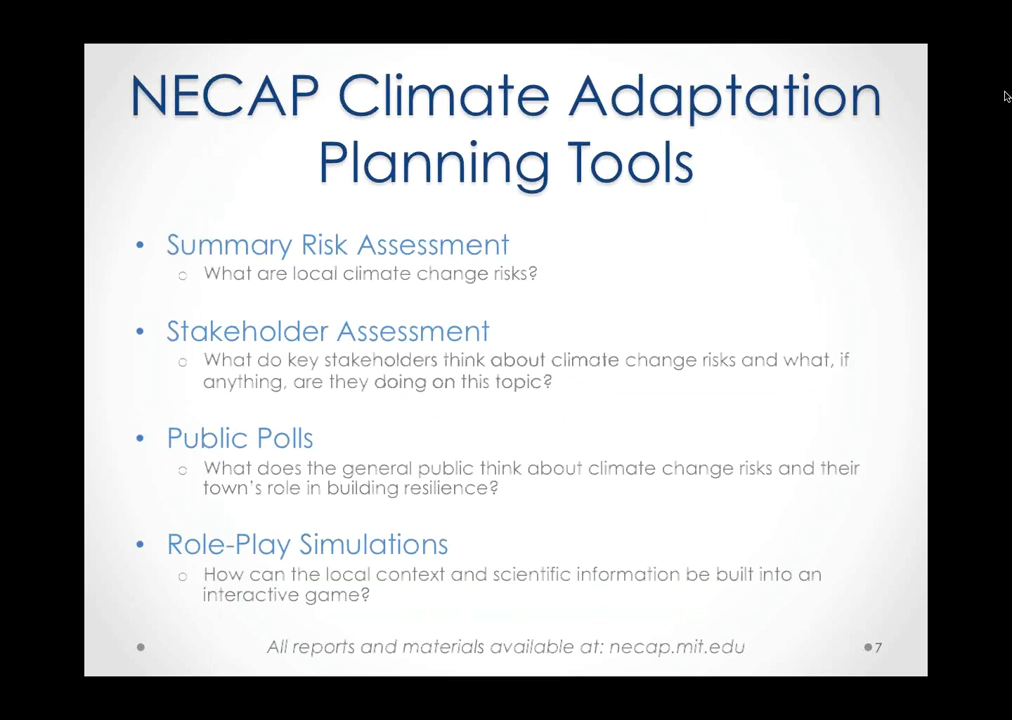 NECAP Climate Adaptation
Planning Tools
• Summary Risk Assessment
o What are local climate change risks?
• Stakeholder Assessment
o What do key stakeholders think about climate change risks and what, if
anything, are they doing on this topic?
• Public Polls
o What does the general public think about climate change risks and their
town's role in building resilience?
• Role-Play Simulations
o How can the local context and scientific information be built into an
interactive game?
All reports and materials available at: necap.mit.edu
7